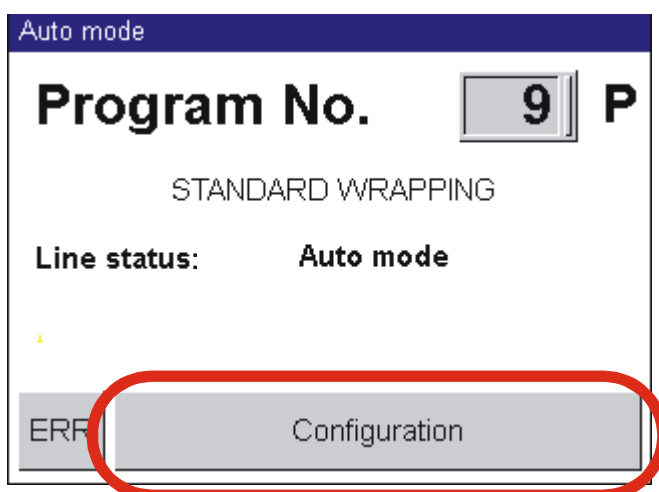 Auto mode
Program No. 9 P
STANDARD WRAPPING
Line status: Auto mode
ERR Configuration